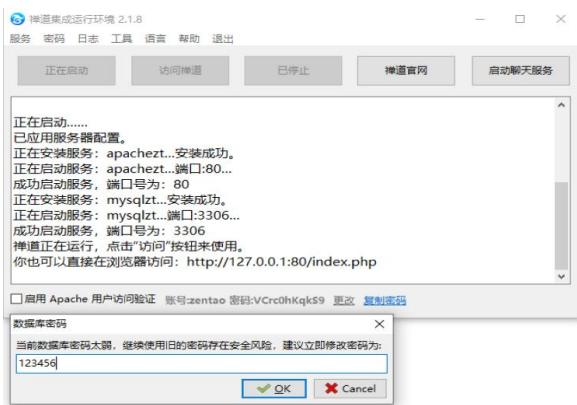 禅道集成运行环境 2.1.8
服务 密码 日志 工具 语言 帮助 退出
正在启动 访问禅道 已停止 禅道官网 启动聊天服务
正在启动......
已应用服务器配置。
正在安装服务：apachezt...安装成功。
正在启动服务：apachezt...端口:80...
成功启动服务，端口号为：80
正在安装服务：mysqlzt...安装成功。
正在启动服务：mysqlzt...端口:3306...
成功启动服务，端口号为：3306
禅道正在运行，点击“访问”按钮来使用。
你也可以直接在浏览器访问：http://127.0.0.1:80/index.php
启用 Apache 用户访问验证 账号:zentao 密码:VCrc0hKqkS9 更改 复制密码
数据库密码
当前数据库密码太弱，继续使用旧的密码存在安全风险，建议立即修改密码为:
123456
OK Cancel